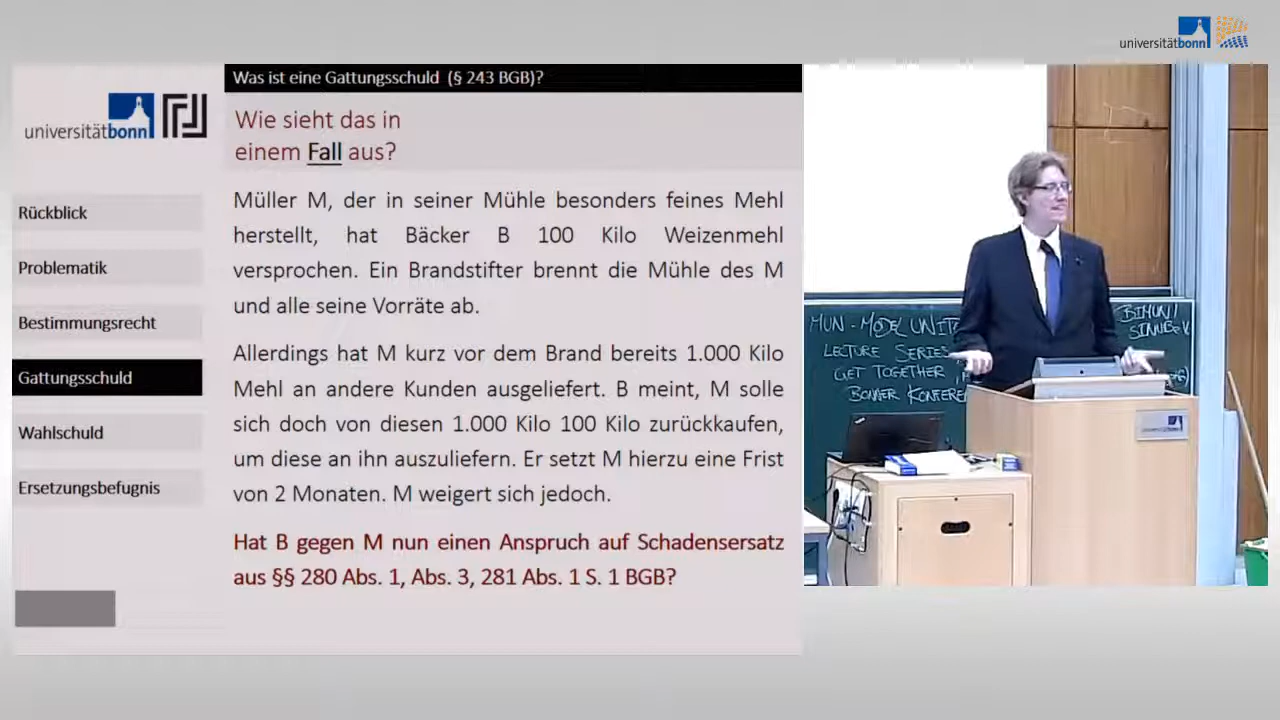 universitätbonn
Was ist eine Gattungsschuld (§ 243 BGB)?
universitätbonn
Wie sieht das in
einem Fall aus?
Rückblick
Problematik
Bestimmungsrecht
Gattungsschuld
Wahlschuld
Ersetzungsbefugnis
Müller M, der in seiner Mühle besonders feines Mehl
herstellt, hat Bäcker B 100 Kilo Weizenmehl
versprochen. Ein Brandstifter brennt die Mühle des M
und alle seine Vorräte ab.
Allerdings hat M kurz vor dem Brand bereits 1.000 Kilo
Mehl an andere Kunden ausgeliefert. B meint, M solle
sich doch von diesen 1.000 Kilo 100 Kilo zurückkaufen,
um diese an ihn auszuliefern. Er setzt M hierzu eine Frist
von 2 Monaten. M weigert sich jedoch.
Hat B gegen M nun einen Anspruch auf Schadensersatz
aus §§ 280 Abs. 1, Abs. 3, 281 Abs. 1 S. 1 BGB?
MUN - MODEL UNITE
LECTURE SERIES
GET TOGETHER
BONNER KONFERE
BIMUN/
SINUBE
universitätbonn